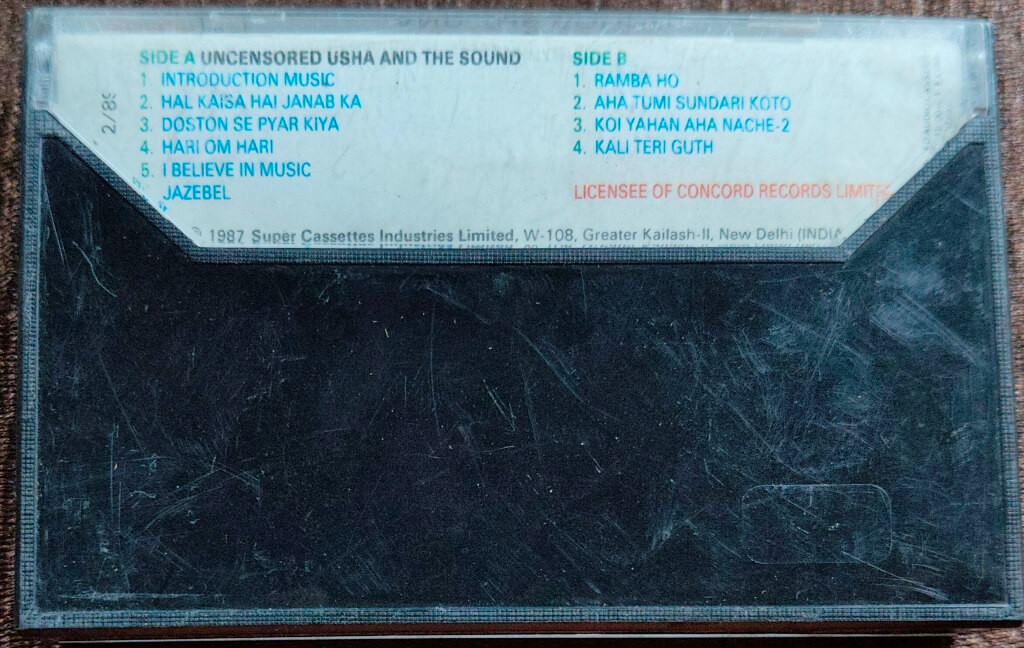 SIDE A UNCENSORED USHA AND THE SOUND
1 INTRODUCTION MUSIC
2. HAL KAISA HAI JANAB KA
3. DOSTON SE PYAR KIYA
4. HARI OM HARI
5. I BELIEVE IN MUSIC
JAZEBEL
SIDE B
1. RAMBA HO
2. AHA TUMI SUNDARI KOTO
3. KOI YAHAN AHA NACHE-2
4. KALI TERI GUTH
LICENSEE OF CONCORD RECORDS
1987 Super Cassettes Industries Limited, W-108, Greater Kailash-II, New Delhi (INDIA
2/89